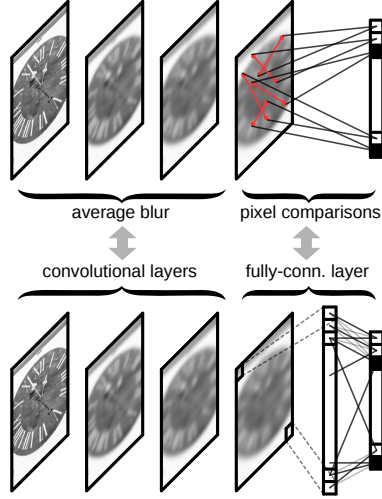 average blur
pixel comparisons
convolutional layers
fully-conn. layer